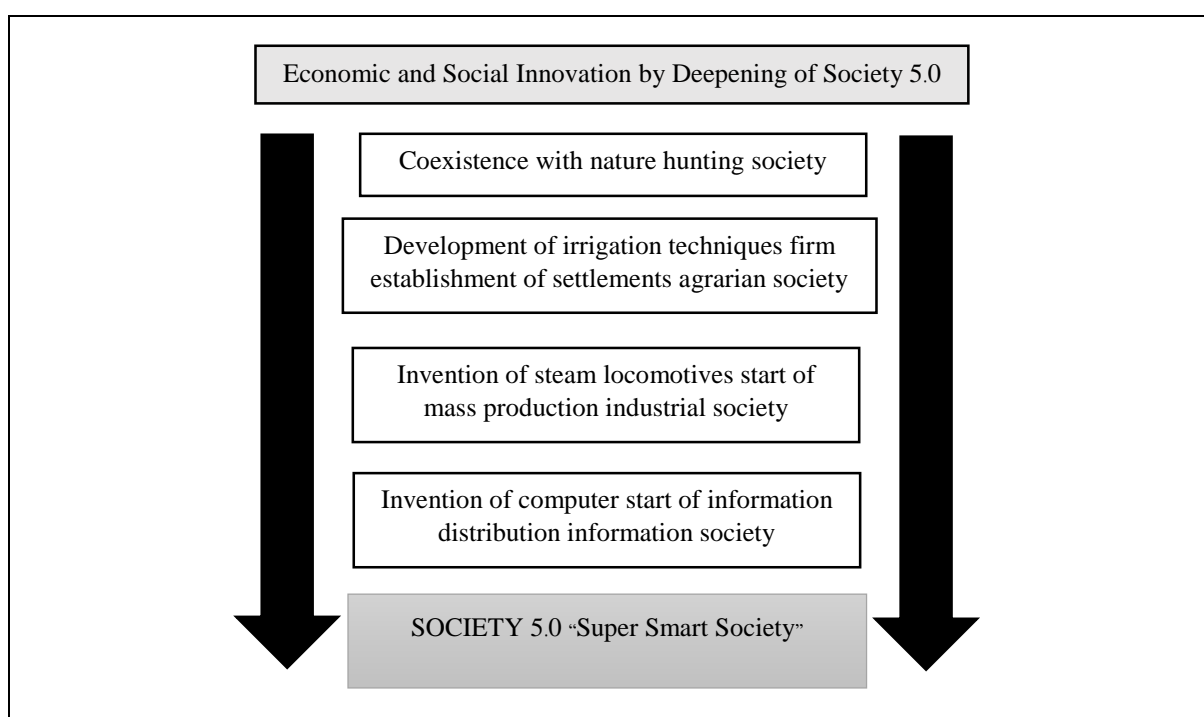 Economic and Social Innovation by Deepening of Society 5.0
Coexistence with nature hunting society
Development of irrigation techniques firm
establishment of settlements agrarian society
Invention of steam locomotives start of
mass production industrial society
Invention of computer start of information
distribution information society
SOCIETY 5.0 “Super Smart Society”